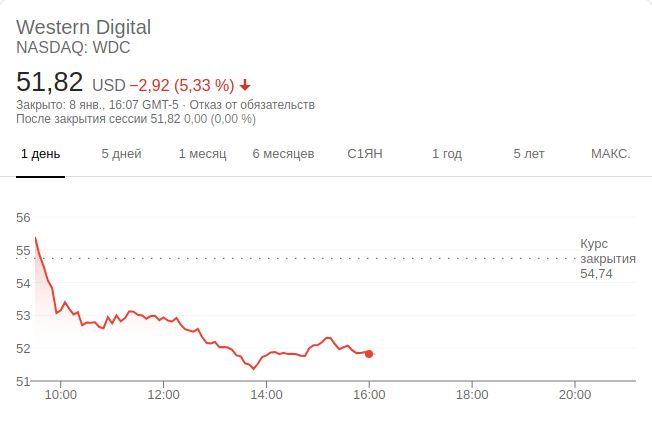 Western Digital
NASDAQ: WDC
51,82 USD −2,92 (5,33 %)
Закрыто: 8 янв., 16:07 GMT-5 · Отказ от обязательств
После закрытия сессии 51,82 0,00 (0,00 %)
1 день 5 дней 1 месяц 6 месяцев С1ЯН 1 год 5 лет МАКС.
56
55
54
53
52
51
Курс
закрытия
54,74
10:00 12:00 14:00 16:00 18:00 20:00